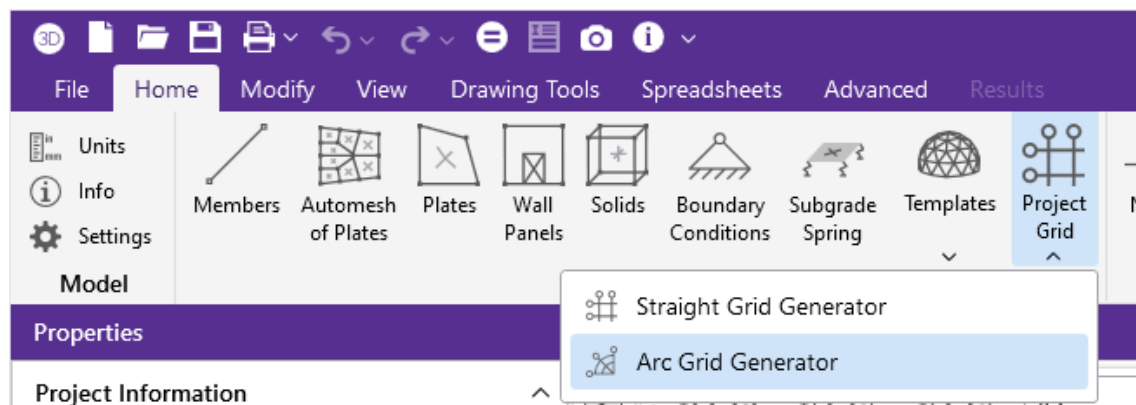 3D
File Home Modify View Drawing Tools Spreadsheets Advanced Results
Units
Info
Settings
Model
Members
Automesh
of Plates
Plates
Wall
Panels
Solids
Boundary
Conditions
Subgrade
Spring
Templates
Project
Grid
Straight Grid Generator
Arc Grid Generator
Properties
Project Information